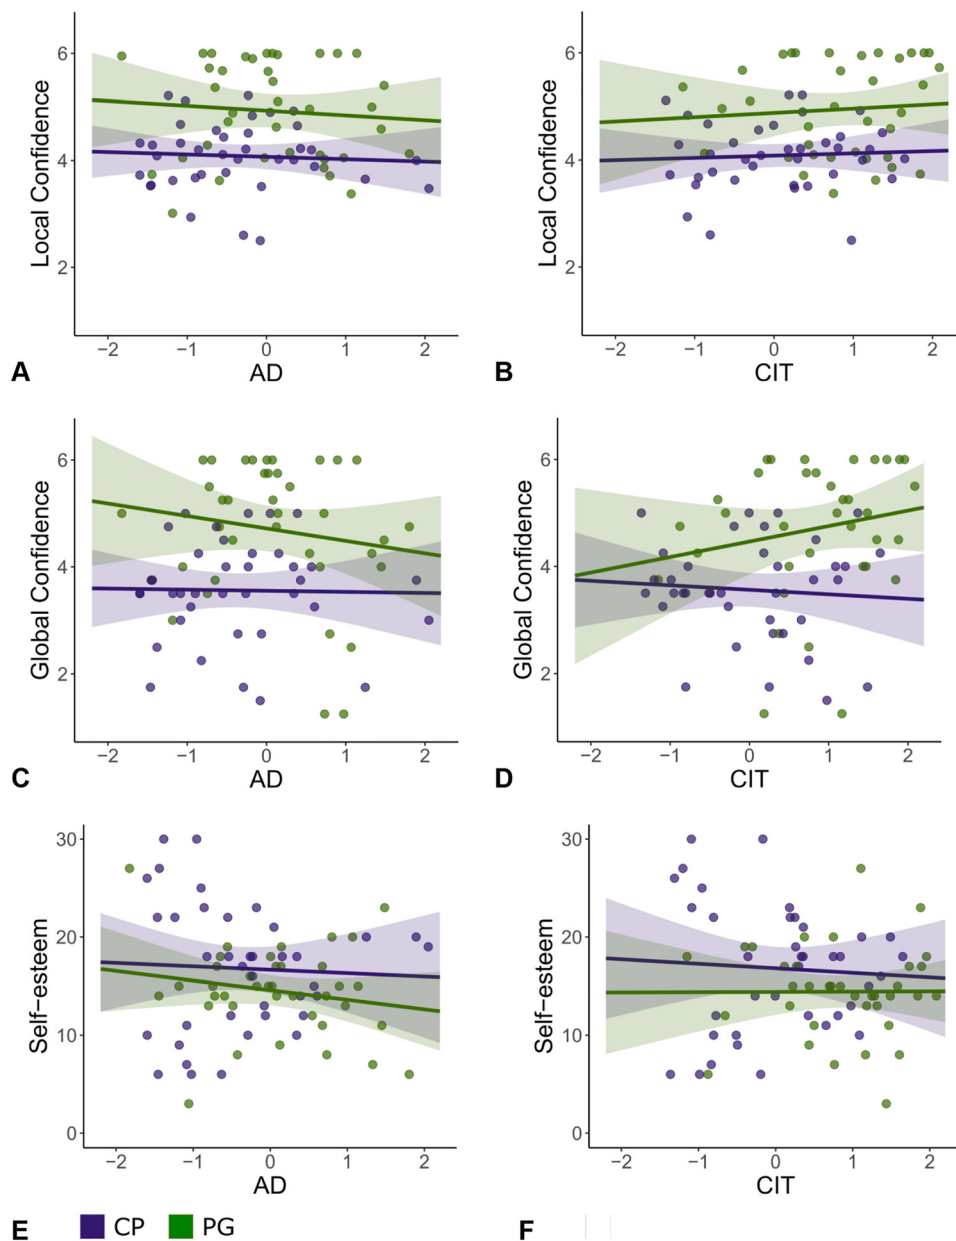 6
4
2
Local Confidence
−2 −1 0 1 2
A AD
6
4
2
Local Confidence
−2 −1 0 1 2
B CIT
6
4
2
Global Confidence
−2 −1 0 1 2
C AD
6
4
2
Global Confidence
−2 −1 0 1 2
D CIT
30
20
10
0
Self−esteem
−2 −1 0 1 2
AD
30
20
10
0
Self−esteem
−2 −1 0 1 2
CIT
E CP PG F